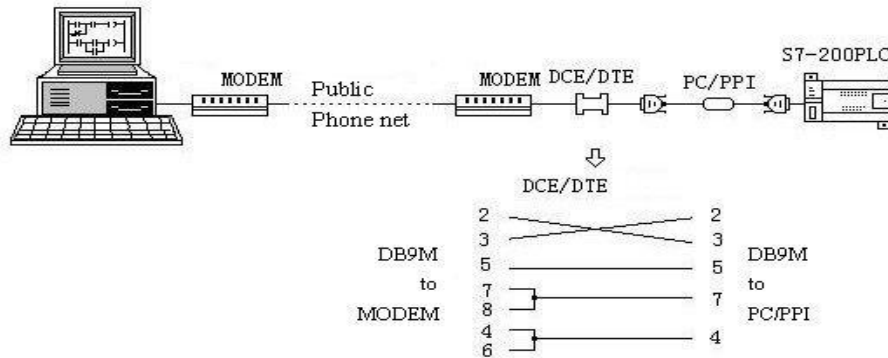 S7-200PLC
MODEM
Public
Phone net
MODEM
DCE/DTE
PC/PPI
DCE/DTE
2
3
5
7
8
4
6
DB9M
to
MODEM
2
3
5
7
4
DB9M
to
PC/PPI